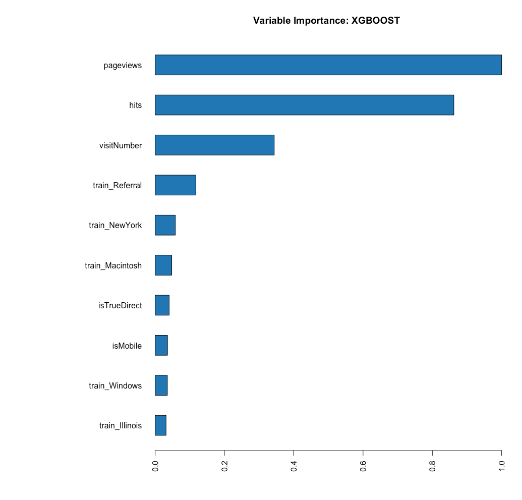 Variable Importance: XGBOOST
pageviews
hits
visitNumber
train_Referral
train_NewYork
train_Macintosh
isTrueDirect
isMobile
train_Windows
train_Illinois
0.0 0.2 0.4 0.6 0.8 1.0